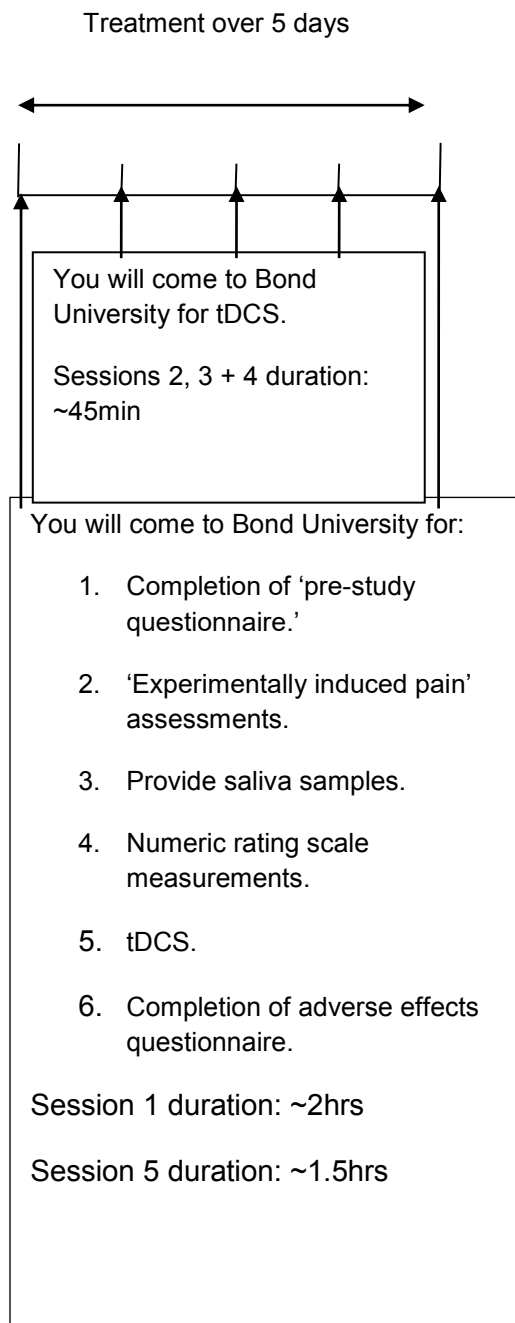 Treatment over 5 days
You will come to Bond
University for tDCS.
Sessions 2, 3 + 4 duration:
~45min
You will come to Bond University for:
1. Completion of ‘pre-study
questionnaire.’
2. ‘Experimentally induced pain’
assessments.
3. Provide saliva samples.
4. Numeric rating scale
measurements.
5. tDCS.
6. Completion of adverse effects
questionnaire.
Session 1 duration: ~2hrs
Session 5 duration: ~1.5hrs